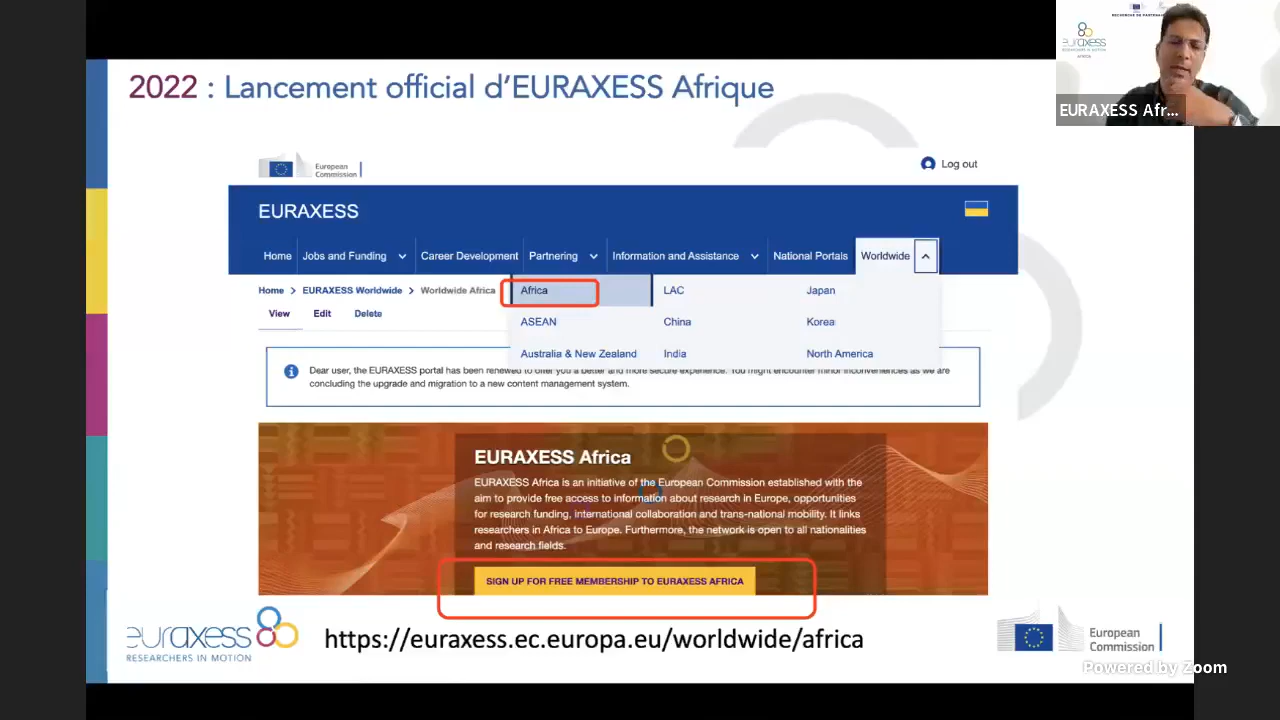 2022 : Lancement officiel d'EURAXESS Afrique
euraxess
AFRICA
EURAXESS Afr...
European
Commission
Log out
EURAXESS
Home
Jobs and Funding
Career Development
Partnering
Information and Assistance
National Portals
Worldwide
Home > EURAXESS Worldwide > Worldwide Africa
Africa
LAC
Japan
View
Edit
Delete
ASEAN
China
Korea
Australia & New Zealand
India
North America
Dear user, the EURAXESS portal has been renewed to offer you a better and more secure experience. You might encounter minor inconveniences as we are
concluding the upgrade and migration to a new content management system.
EURAXESS Africa
EURAXESS Africa is an initiative of the European Commission established with the
aim to provide free access to information about research in Europe, opportunities
for research funding, international collaboration and trans-national mobility. It links
researchers in Africa to Europe. Furthermore, the network is open to all nationalities
and research fields.
SIGN UP FOR FREE MEMBERSHIP TO EURAXESS AFRICA
euraxess
RESEARCHERS IN MOTION
https://euraxess.ec.europa.eu/worldwide/africa
European
Commission
Powered by Zoom